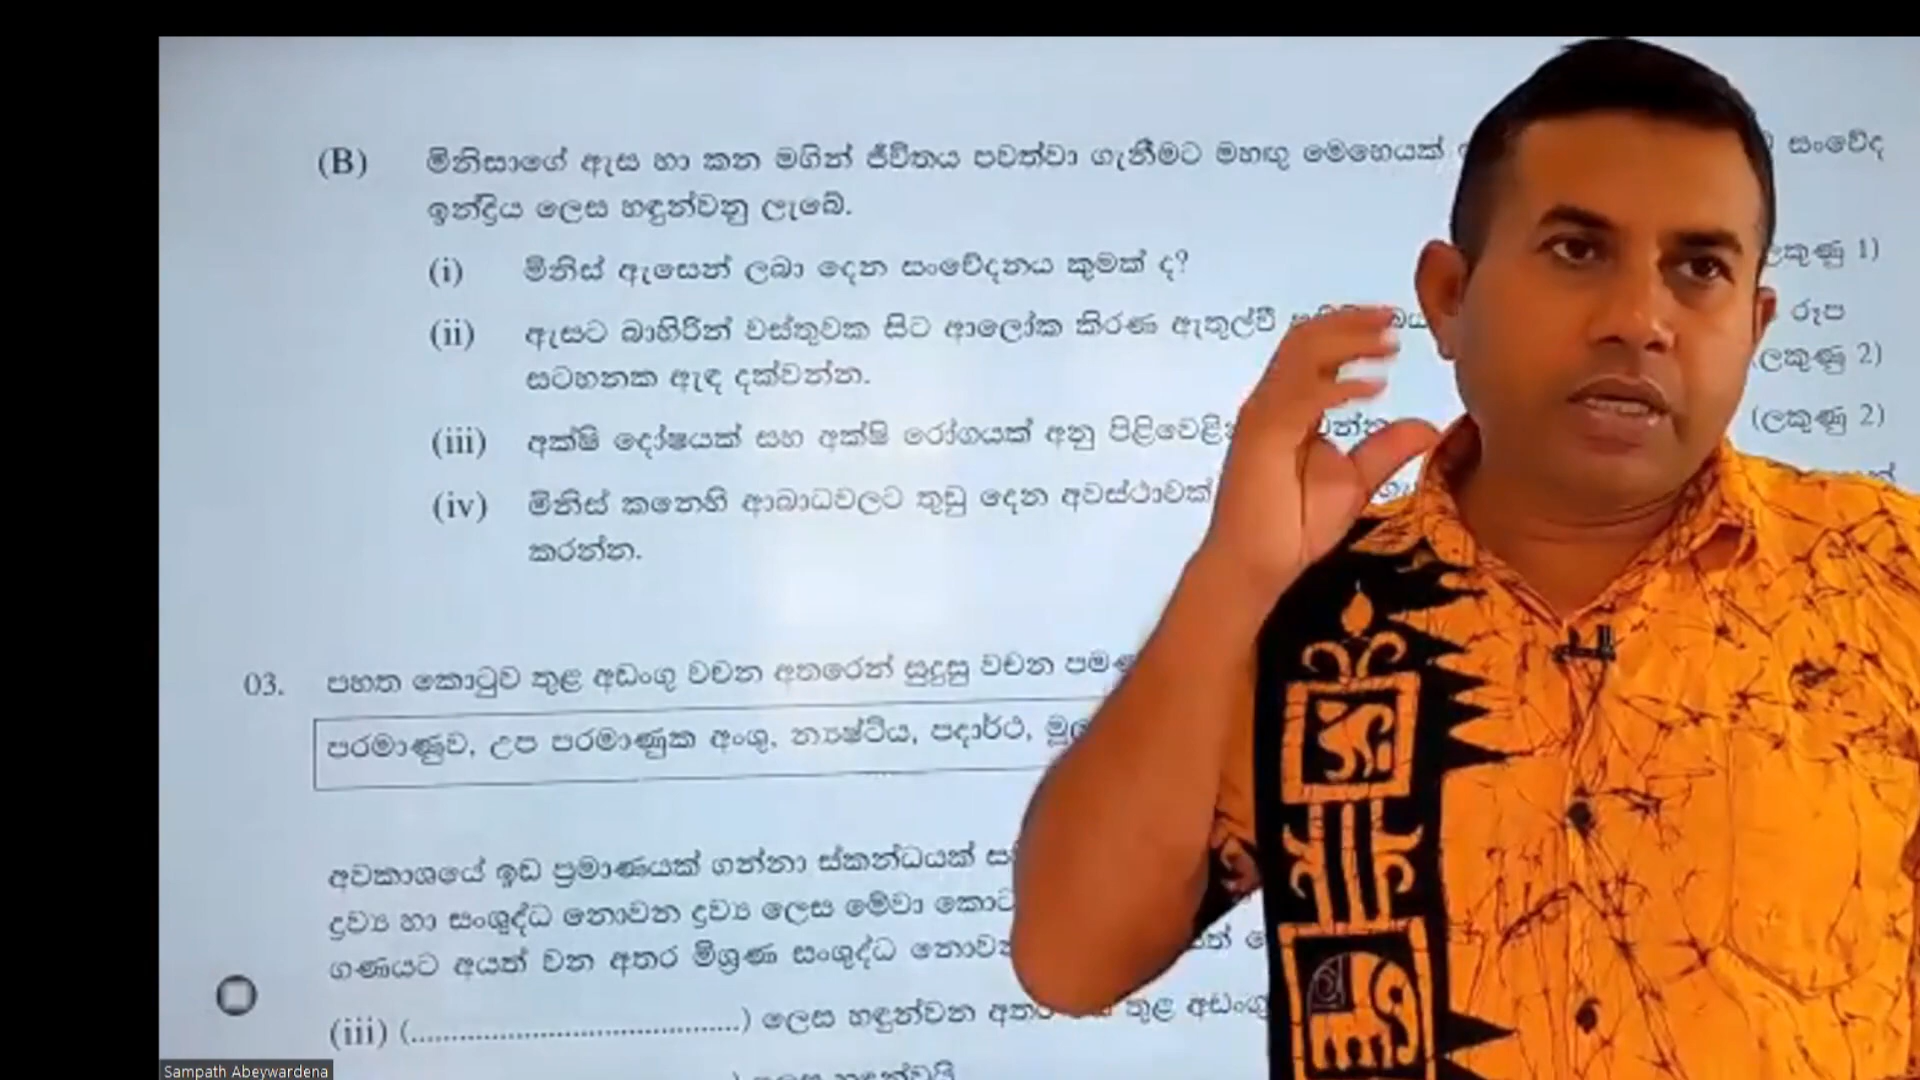 (B) මිනිසාගේ ඇස හා කන මගින් ජීවිතය පවත්වා ගැනීමට මහඟු මෙහෙයක් සංවේද
ඉන්ද්‍රිය ලෙස හඳුන්වනු ලැබේ.
(i) මිනිස් ඇසෙන් ලබා දෙන සංවේදනය කුමක් ද? ලකුණු 1)
(ii) ඇසට බාහිරින් වස්තුවක සිට ආලෝක කිරණ ඇතුල්වී රූප
සටහනක ඇඳ දක්වන්න. (ලකුණු 2)
(iii) අක්ෂි දෝෂයක් සහ අක්ෂි රෝගයක් අනු පිළිවෙළි (ලකුණු 2)
(iv) මිනිස් කනෙහි ආබාධවලට තුඩු දෙන අවස්ථාවක්
කරන්න.
03. පහත කොටුව තුළ අඩංගු වචන අතරෙන් සුදුසු වචන පමණ
පරමාණුව, උප පරමාණුක අංශු, න්‍යෂ්ටිය, පදාර්ථ,
අවකාශයේ ඉඩ ප්‍රමාණයක් ගන්නා ස්කන්ධයක්
ද්‍රව්‍ය හා සංශුද්ධ නොවන ද්‍රව්‍ය ලෙස මේවා
ගණයට අයත් වන අතර මිශ්‍රණ සංශුද්ධ
(iii) (........................................) ලෙස හඳුන්වන අතර තුළ අඩංගු
) ලෙස හඳුන්වයි
Sampath Abeywardena